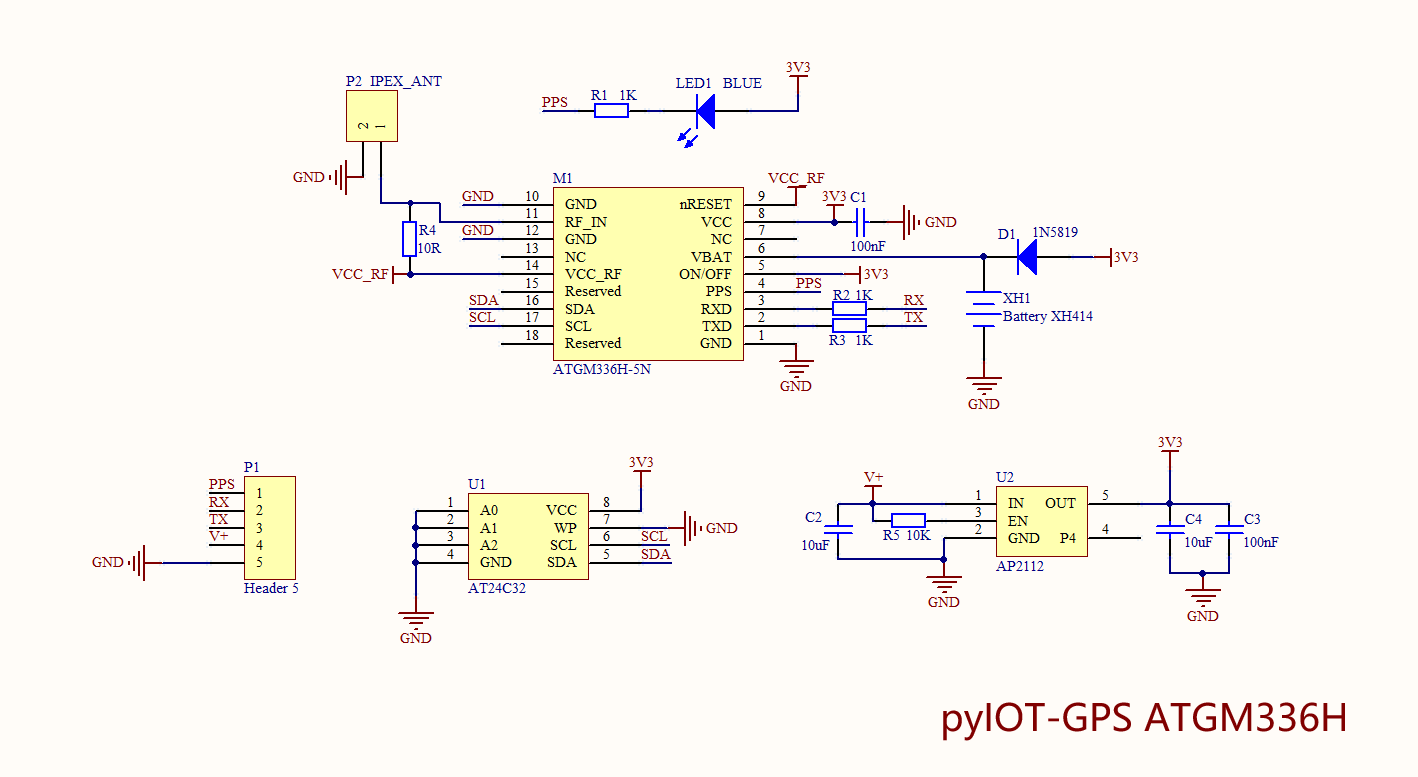 P2 IPEX_ANT
2
1
GND
PPS
R1 1K
LED1 BLUE
3V3
R4
10R
VCC_RF
M1
GND 10 GND
11 RF_IN
GND 12 GND
13 NC
14 VCC_RF
15 Reserved
SDA 16 SDA
SCL 17 SCL
18 Reserved
nRESET 9 VCC_RF
VCC 8 3V3
NC 7
VBAT 6
ON/OFF 5 3V3
PPS 4 PPS
RXD 3 R2 1K RX
TXD 2 TX
R3 1K
GND 1
GND
ATGM336H-5N
C1
100nF
GND
D1 1N5819
3V3
XH1
Battery XH414
GND
P1
PPS 1
RX 2
TX 3
V+ 4
GND 5
Header 5
U1
3V3
1 A0 VCC 8
2 A1 WP 7 GND
3 A2 SCL 6 SCL
4 GND SDA 5 SDA
AT24C32
GND
V+
U2
3V3
1 IN OUT 5
3 EN
2 GND P4 4
C2
10uF
R5 10K
AP2112
GND
C4
10uF
C3
100nF
GND
pyIOT-GPS ATGM336H